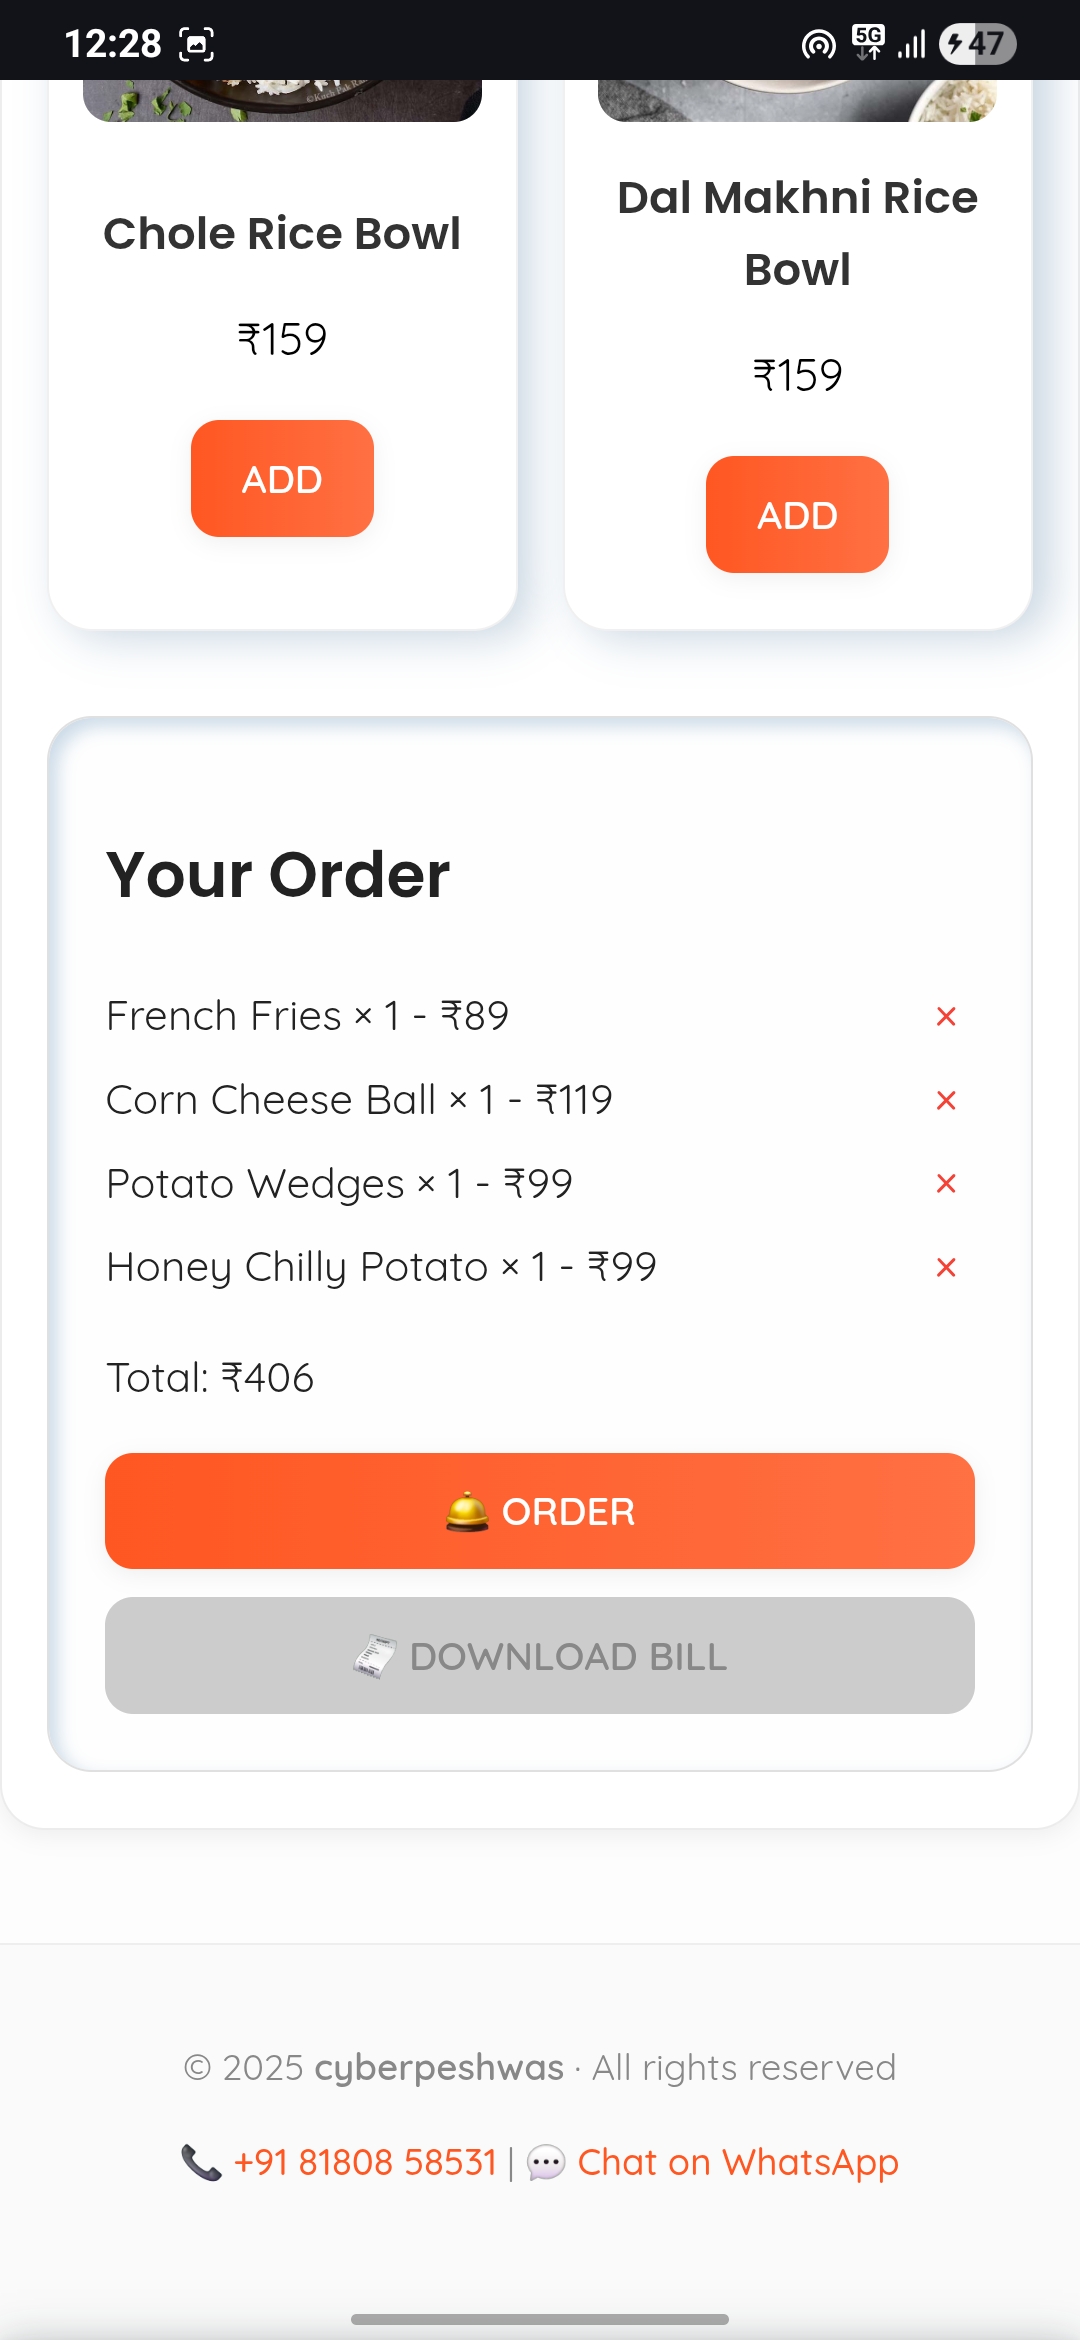 12:28
5G
47
Chole Rice Bowl
₹159
ADD
Dal Makhni Rice
Bowl
₹159
ADD
Your Order
French Fries × 1 - ₹89 ×
Corn Cheese Ball × 1 - ₹119 ×
Potato Wedges × 1 - ₹99 ×
Honey Chilly Potato × 1 - ₹99 ×
Total: ₹406
🛎️ ORDER
🧾 DOWNLOAD BILL
© 2025 cyberpeshwas · All rights reserved
📞 +91 81808 58531 | 💬 Chat on WhatsApp